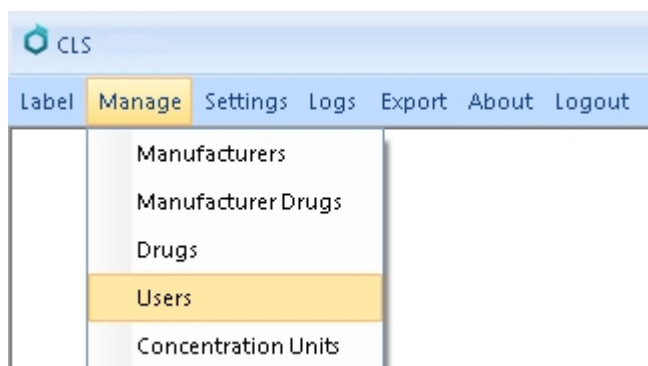 CLS
Label Manage Settings Logs Export About Logout
Manufacturers
Manufacturer Drugs
Drugs
Users
Concentration Units